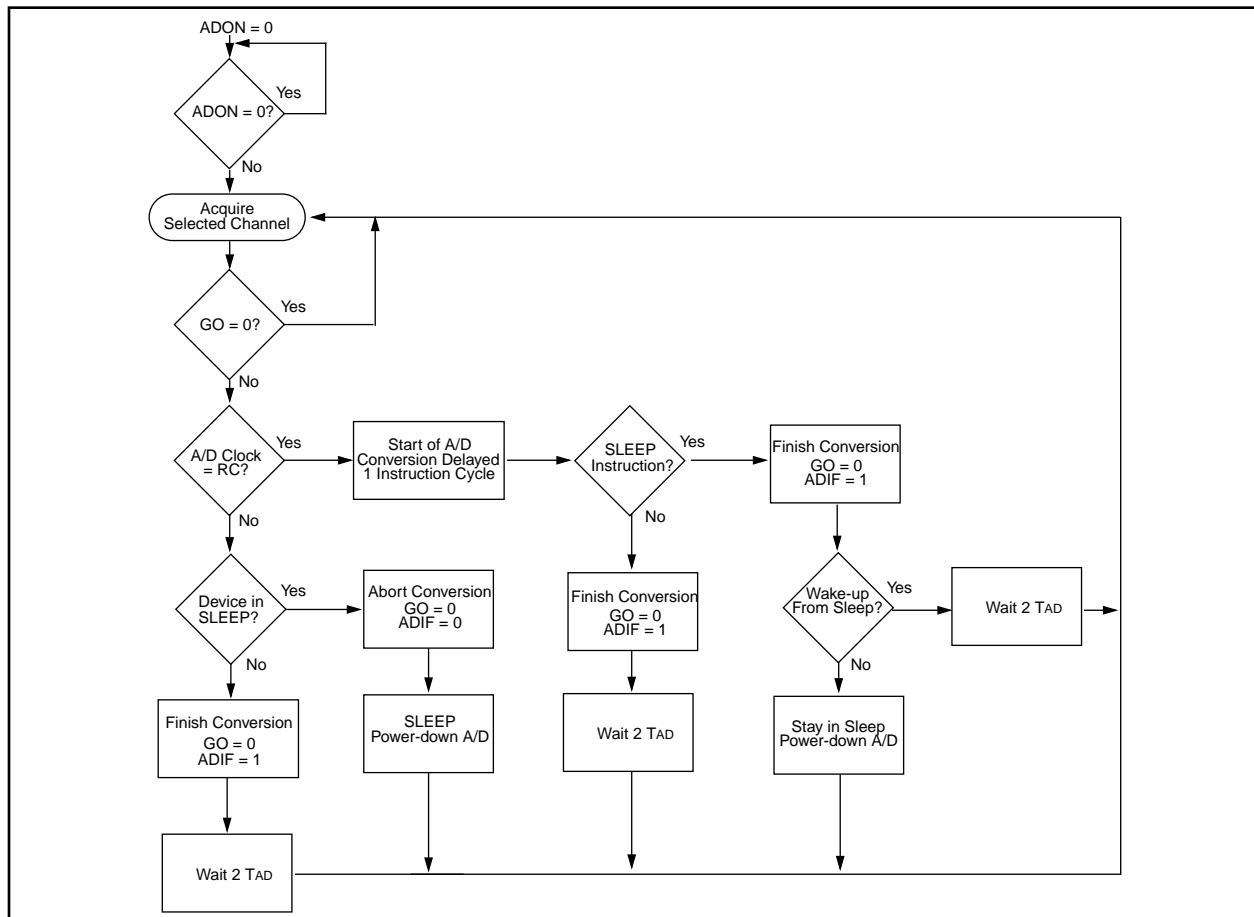 ADON = 0
Yes
ADON = 0?
No
Acquire
Selected Channel
Yes
GO = 0?
No
A/D Clock
= RC?
Yes
Start of A/D
Conversion Delayed
1 Instruction Cycle
SLEEP
Instruction?
Yes
Finish Conversion
GO = 0
ADIF = 1
No
No
Device in
SLEEP?
Yes
Abort Conversion
GO = 0
ADIF = 0
Finish Conversion
GO = 0
ADIF = 1
Wake-up
From Sleep?
Yes
Wait 2 TAD
No
No
Finish Conversion
GO = 0
ADIF = 1
SLEEP
Power-down A/D
Wait 2 TAD
Stay in Sleep
Power-down A/D
Wait 2 TAD